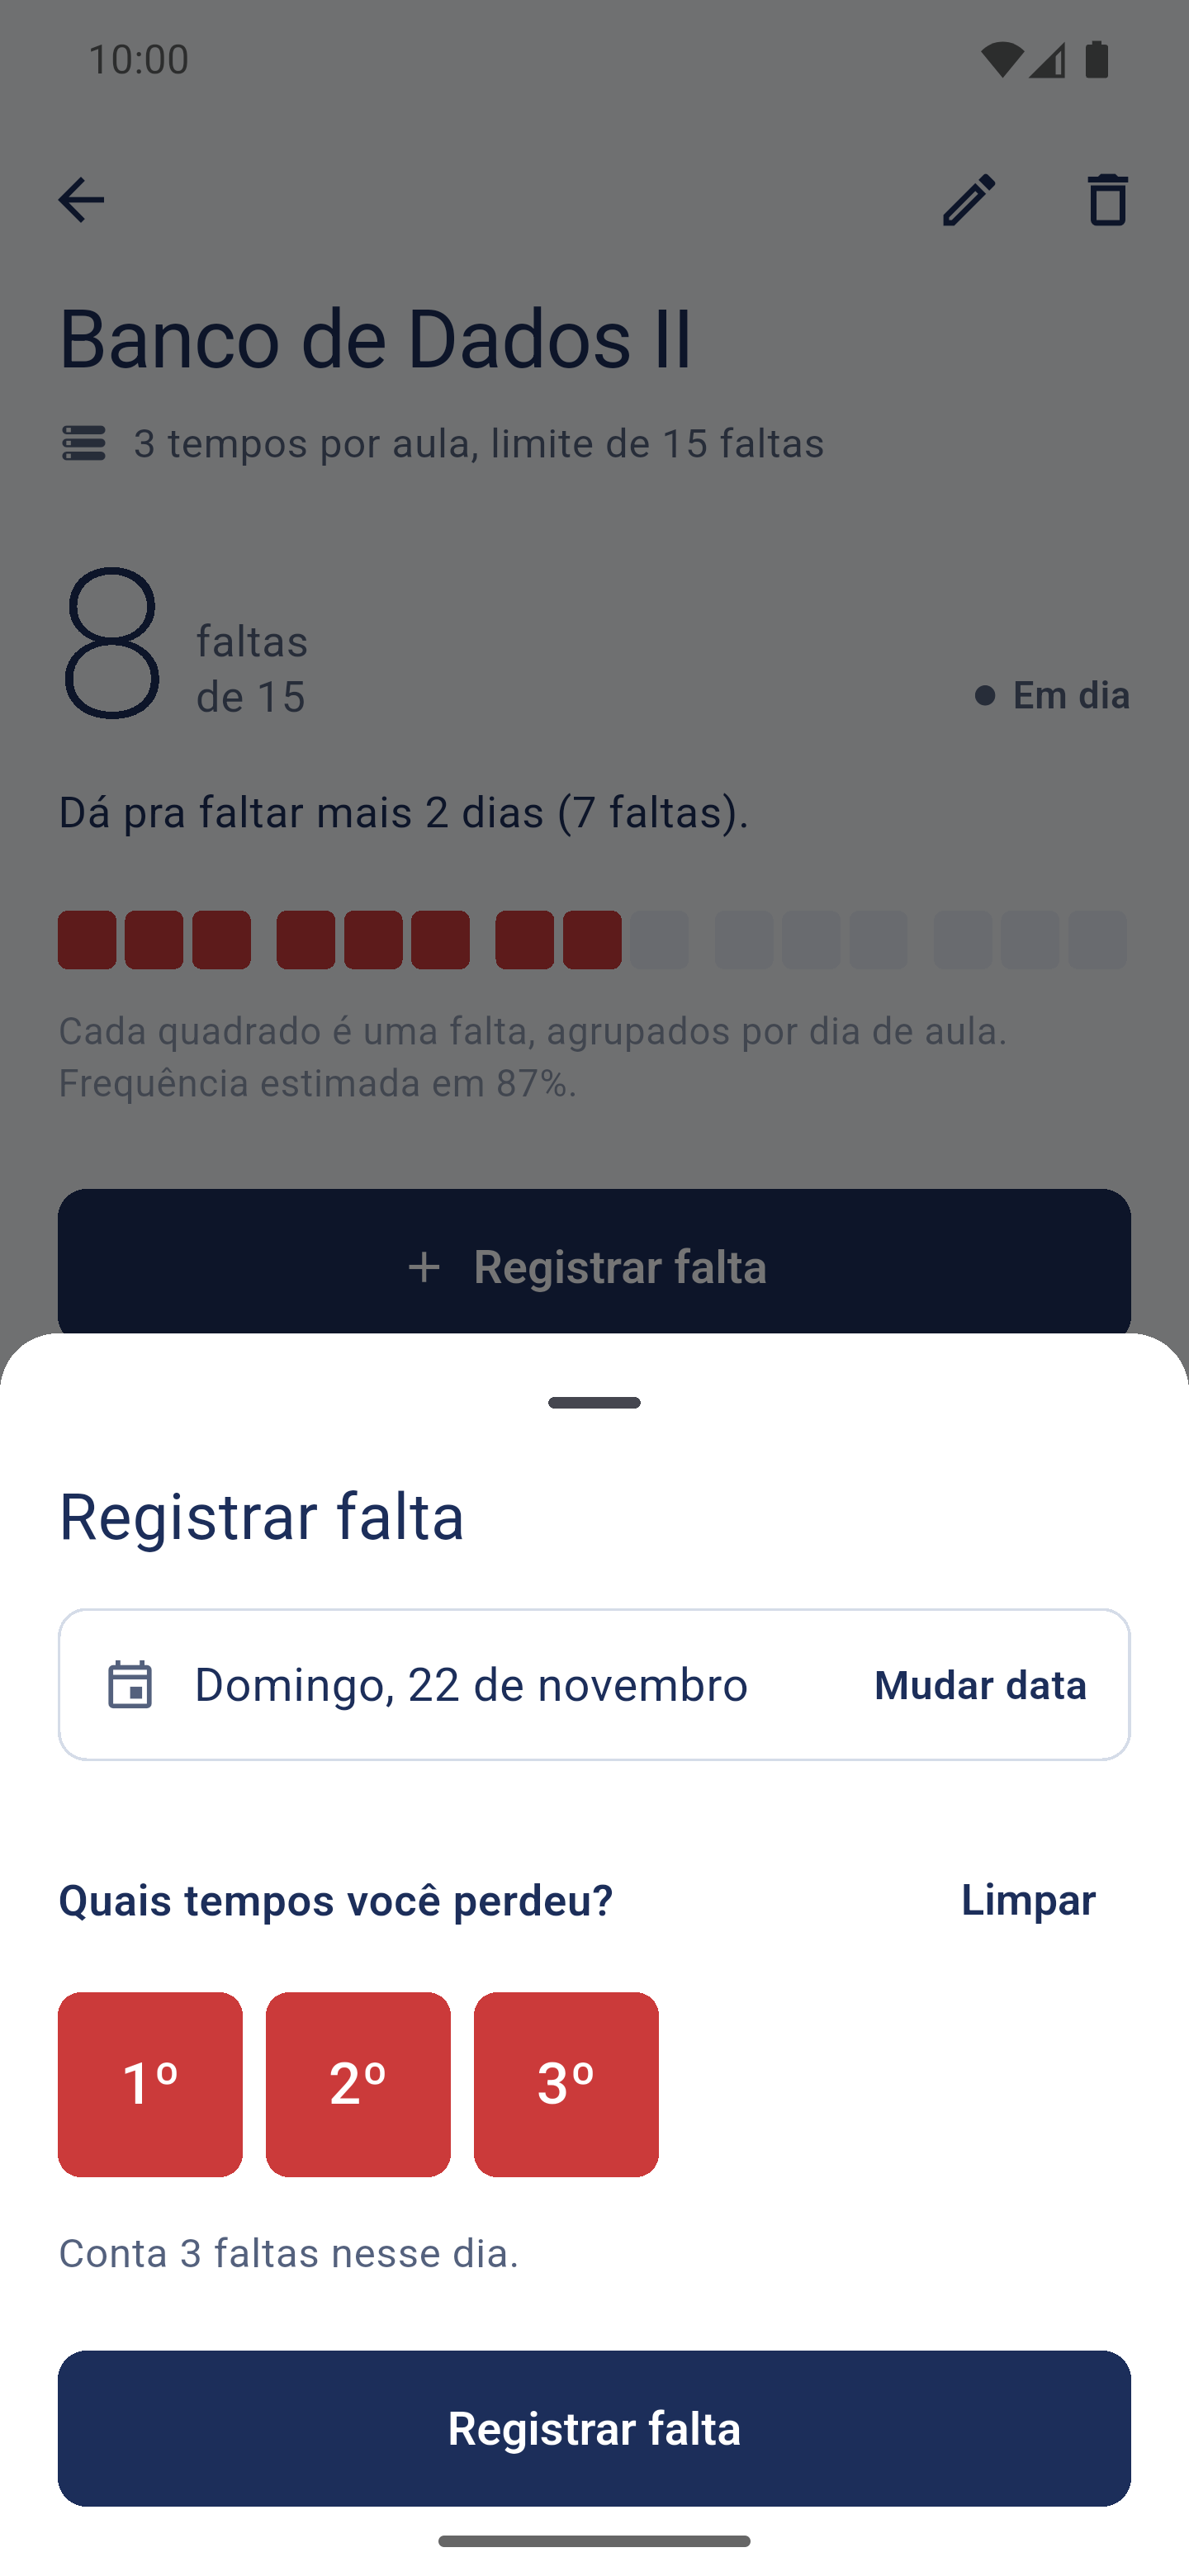 10:00
Banco de Dados II
3 tempos por aula, limite de 15 faltas
8
faltas
de 15
Em dia
Dá pra faltar mais 2 dias (7 faltas).
Cada quadrado é uma falta, agrupados por dia de aula.
Frequência estimada em 87%.
+ Registrar falta
Registrar falta
Domingo, 22 de novembro
Mudar data
Quais tempos você perdeu?
Limpar
1º
2º
3º
Conta 3 faltas nesse dia.
Registrar falta